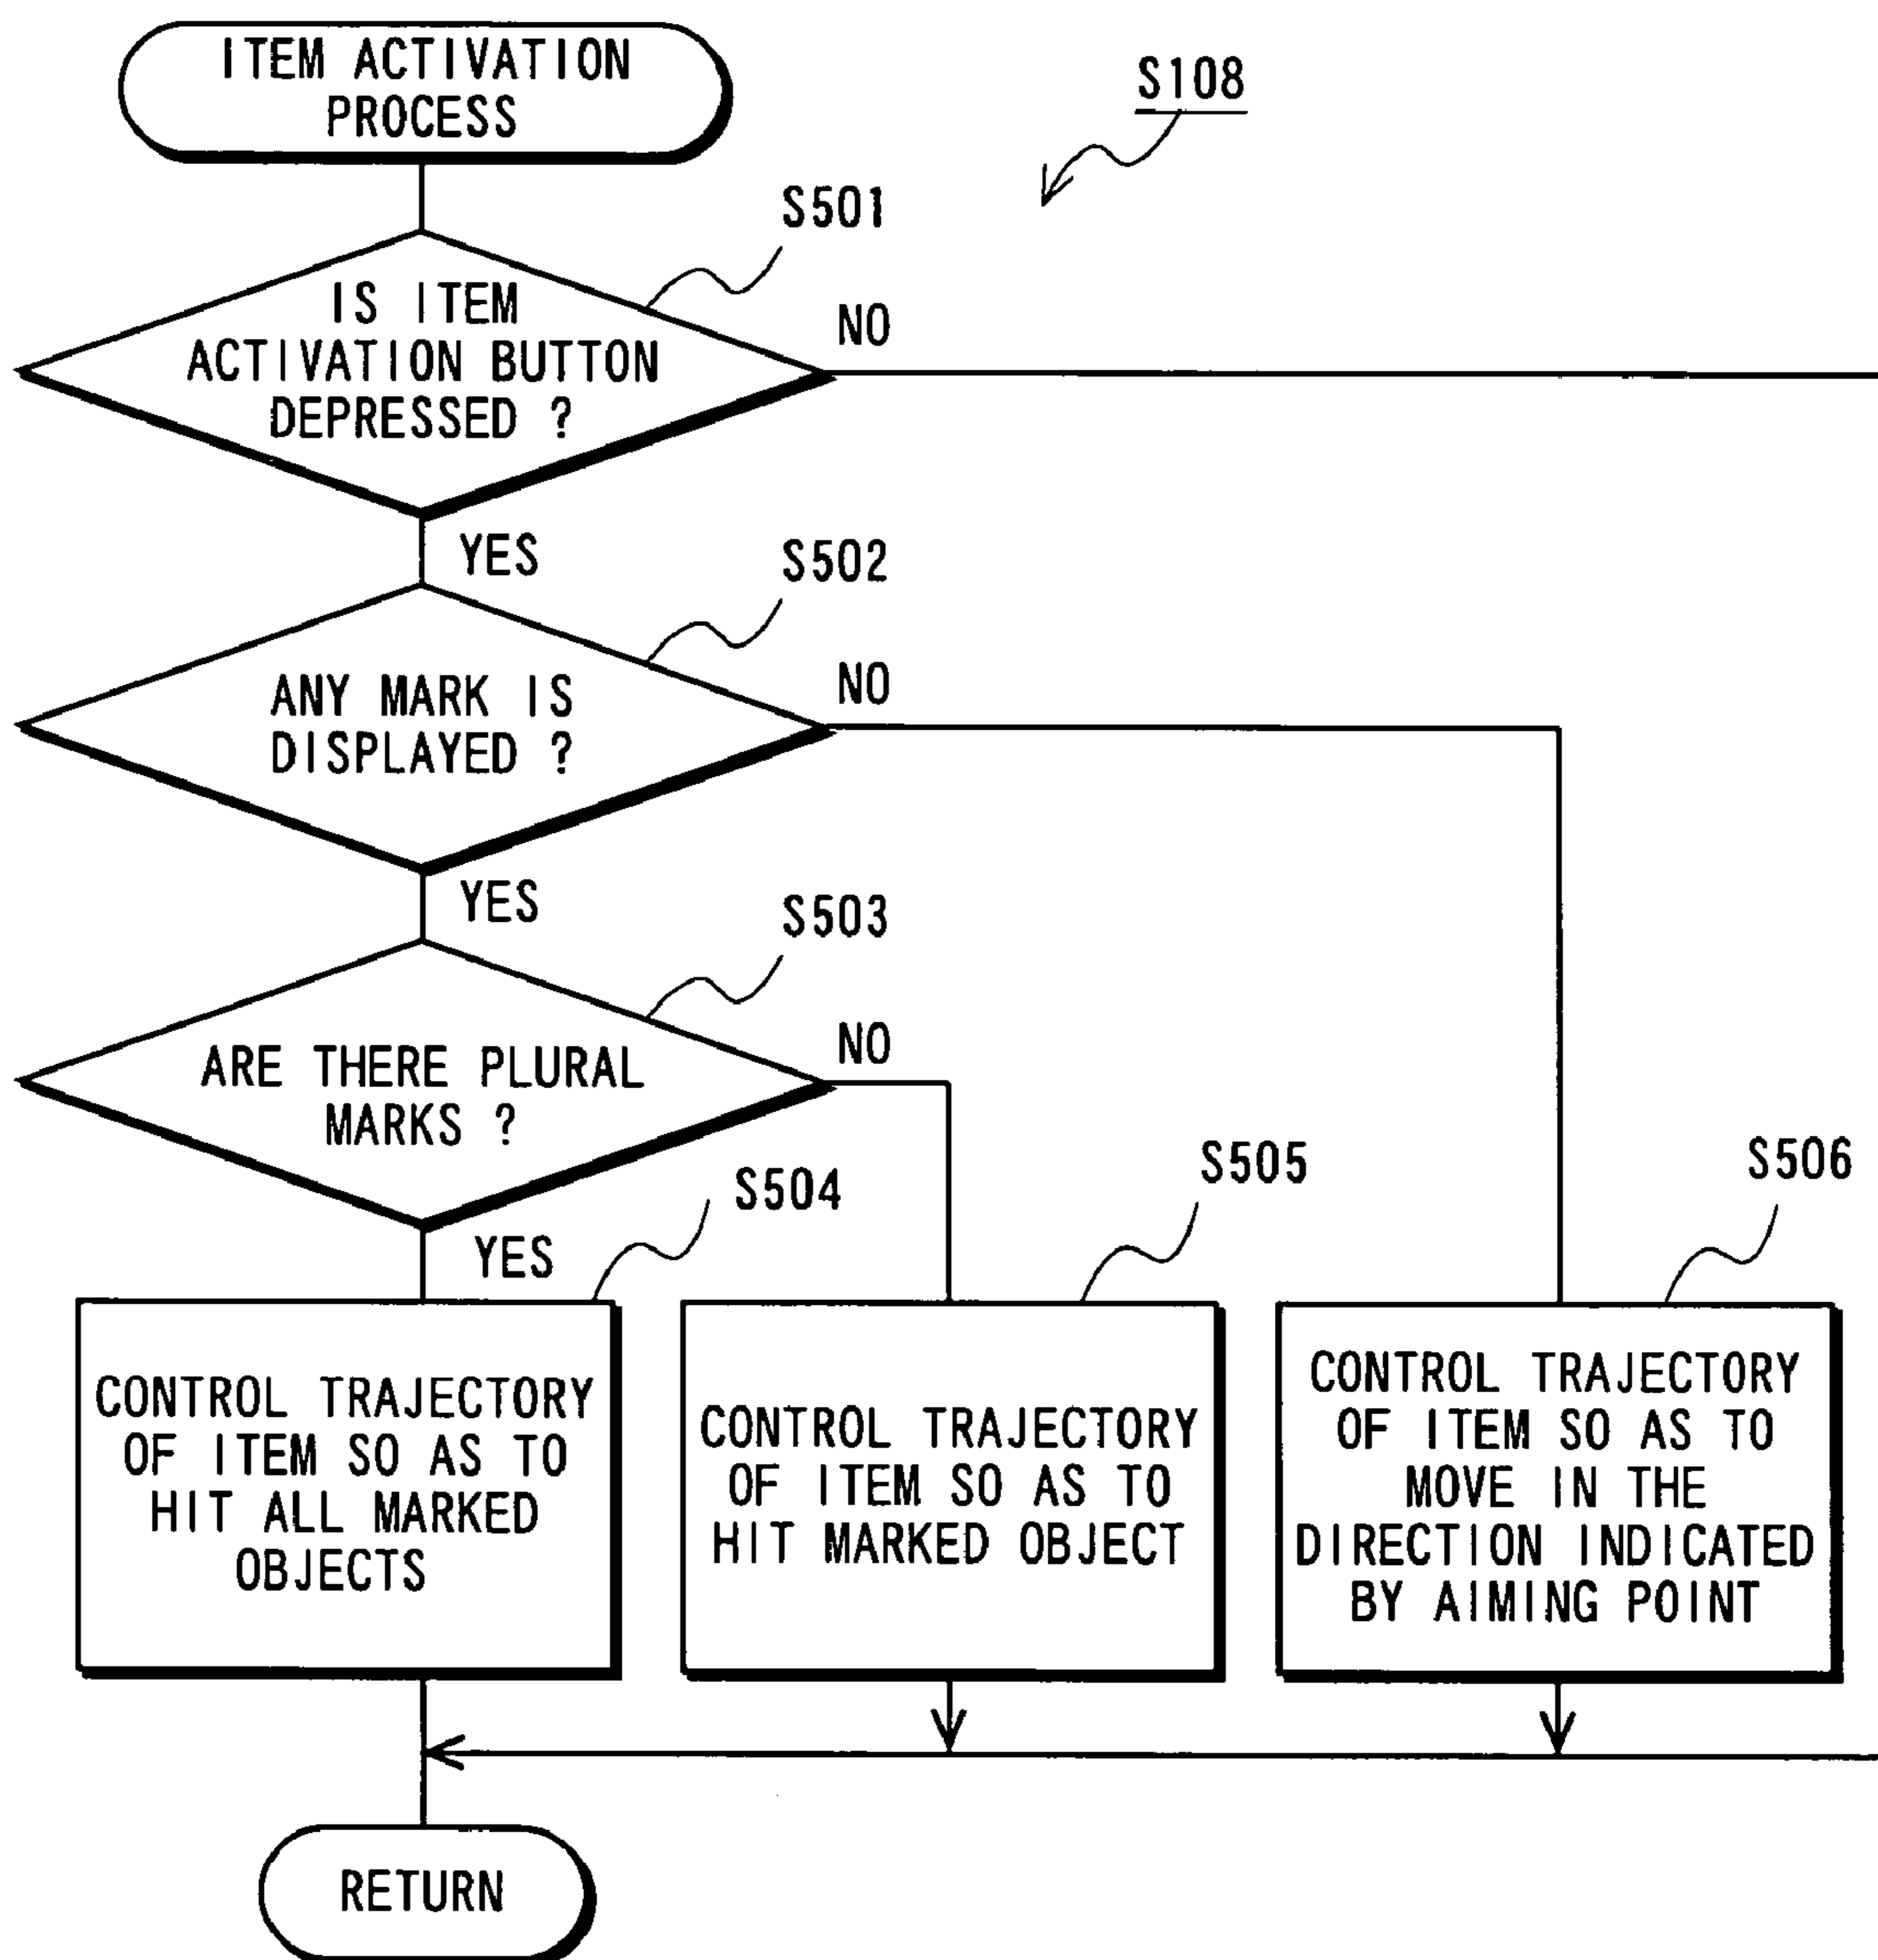 ITEM ACTIVATION
PROCESS
S108
S501
IS ITEM
ACTIVATION BUTTON
DEPRESSED ?
NO
YES
S502
ANY MARK IS
DISPLAYED ?
NO
YES
S503
ARE THERE PLURAL
MARKS ?
NO
YES
S504
S505
S506
CONTROL TRAJECTORY
OF ITEM SO AS TO
HIT ALL MARKED
OBJECTS
CONTROL TRAJECTORY
OF ITEM SO AS TO
HIT MARKED OBJECT
CONTROL TRAJECTORY
OF ITEM SO AS TO
MOVE IN THE
DIRECTION INDICATED
BY AIMING POINT
RETURN